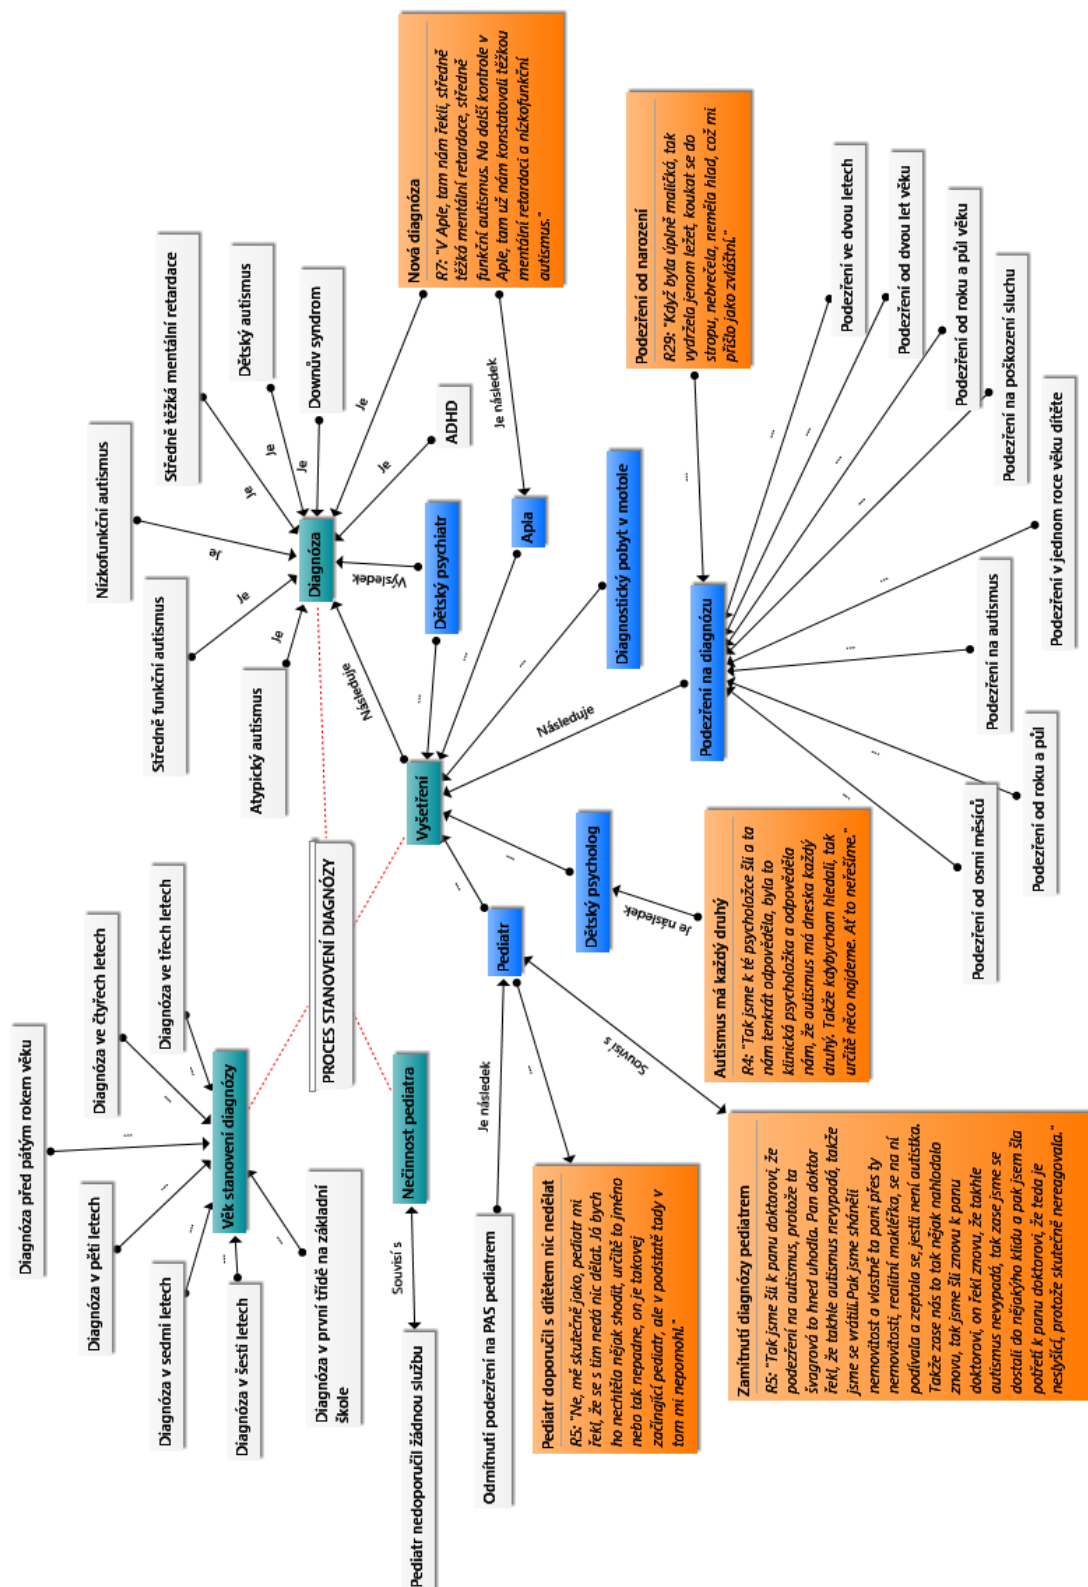 Diagnóza před pátým rokem věku
Diagnóza v pěti letech
Diagnóza ve čtyřech letech
Diagnóza ve třech letech
Diagnóza v sedmi letech
Diagnóza v šesti letech
Věk stanovení diagnózy
Diagnóza v první třídě na základní
škole
...
...
...
...
...
...
...
Nízkofunkční autismus
Středně těžká mentální retardace
Středně funkční autismus
Dětský autismus
Atypický autismus
Downův syndrom
ADHD
Diagnóza
Je
Je
Je
Je
Je
Je
Je
Je
PROCES STANOVENÍ DIAGNÓZY
Nečinnost pediatra
Souvisí s
Pediatr nedoporučil žádnou službu
Následuje
Výsledek
Vyšetření
Dětský psychiatr
...
...
...
...
...
Nová diagnóza
R7: "V Aple, tam nám řekli, středně
těžká mentální retardace, středně
funkční autismus. Na další kontrole v
Aple, tam už nám konstatovali těžkou
mentální retardaci a nízkofunkční
autismus."
Je následek
Apla
Pediatr
Odmítnutí podezření na PAS pediatrem
Je následek
...
Souvisí s
Pediatr doporučil s dítětem nic nedělat
R5: "Ne, mě skutečně jako, pediatr mi
řekl, že se s tím nedá nic dělat. Já bych
ho nechtěla nějak shodit, určitě to jméno
nebo tak nepadne, on je takovej
začínající pediatr, ale v podstatě tady v
tom mi nepomohl."
Dětský psycholog
Je následek
Diagnostický pobyt v motole
Následuje
Podezření od narození
R29: "Když byla úplně maličká, tak
vydržela jenom ležet, koukat se do
stropu, nebrečela, neměla hlad, což mi
přišlo jako zvláštní."
...
Podezření na diagnózu
Autismus má každý druhý
R4: "Tak jsme k té psycholožce šli a ta
nám tenkrát odpověděla, byla to
klinická psycholožka a odpověděla
nám, že autismus má dneska každý
druhý. Takže kdybychom hledali, tak
určitě něco najdeme. Ať to neřešíme."
Zamítnutí diagnózy pediatrem
R5: "Tak jsme šli k panu doktorovi, že
podezření na autismus, protože ta
švagrová to hned uhodla. Pan doktor
řekl, že takhle autismus nevypadá, takže
jsme se vrátili. Pak jsme sháněli
nemovitost a vlastně ta paní přes ty
nemovitosti, realitní makléřka, se na ní
podívala a zeptala se, jestli není autistka.
Takže zase nás to tak nějak nahlodalo
znovu, tak jsme šli znovu k panu
doktorovi, on řekl znovu, že takhle
autismus nevypadá, tak zase jsme se
dostali do nějakýho klidu a pak jsem šla
potřetí k panu doktorovi, že teda je
neslyšící, protože skutečně nereagovala."
...
...
...
...
...
...
...
...
Podezření ve dvou letech
Podezření od dvou let věku
Podezření od roku a půl věku
Podezření na poškození sluchu
Podezření v jednom roce věku dítěte
Podezření na autismus
Podezření od roku a půl
Podezření od osmi měsíců